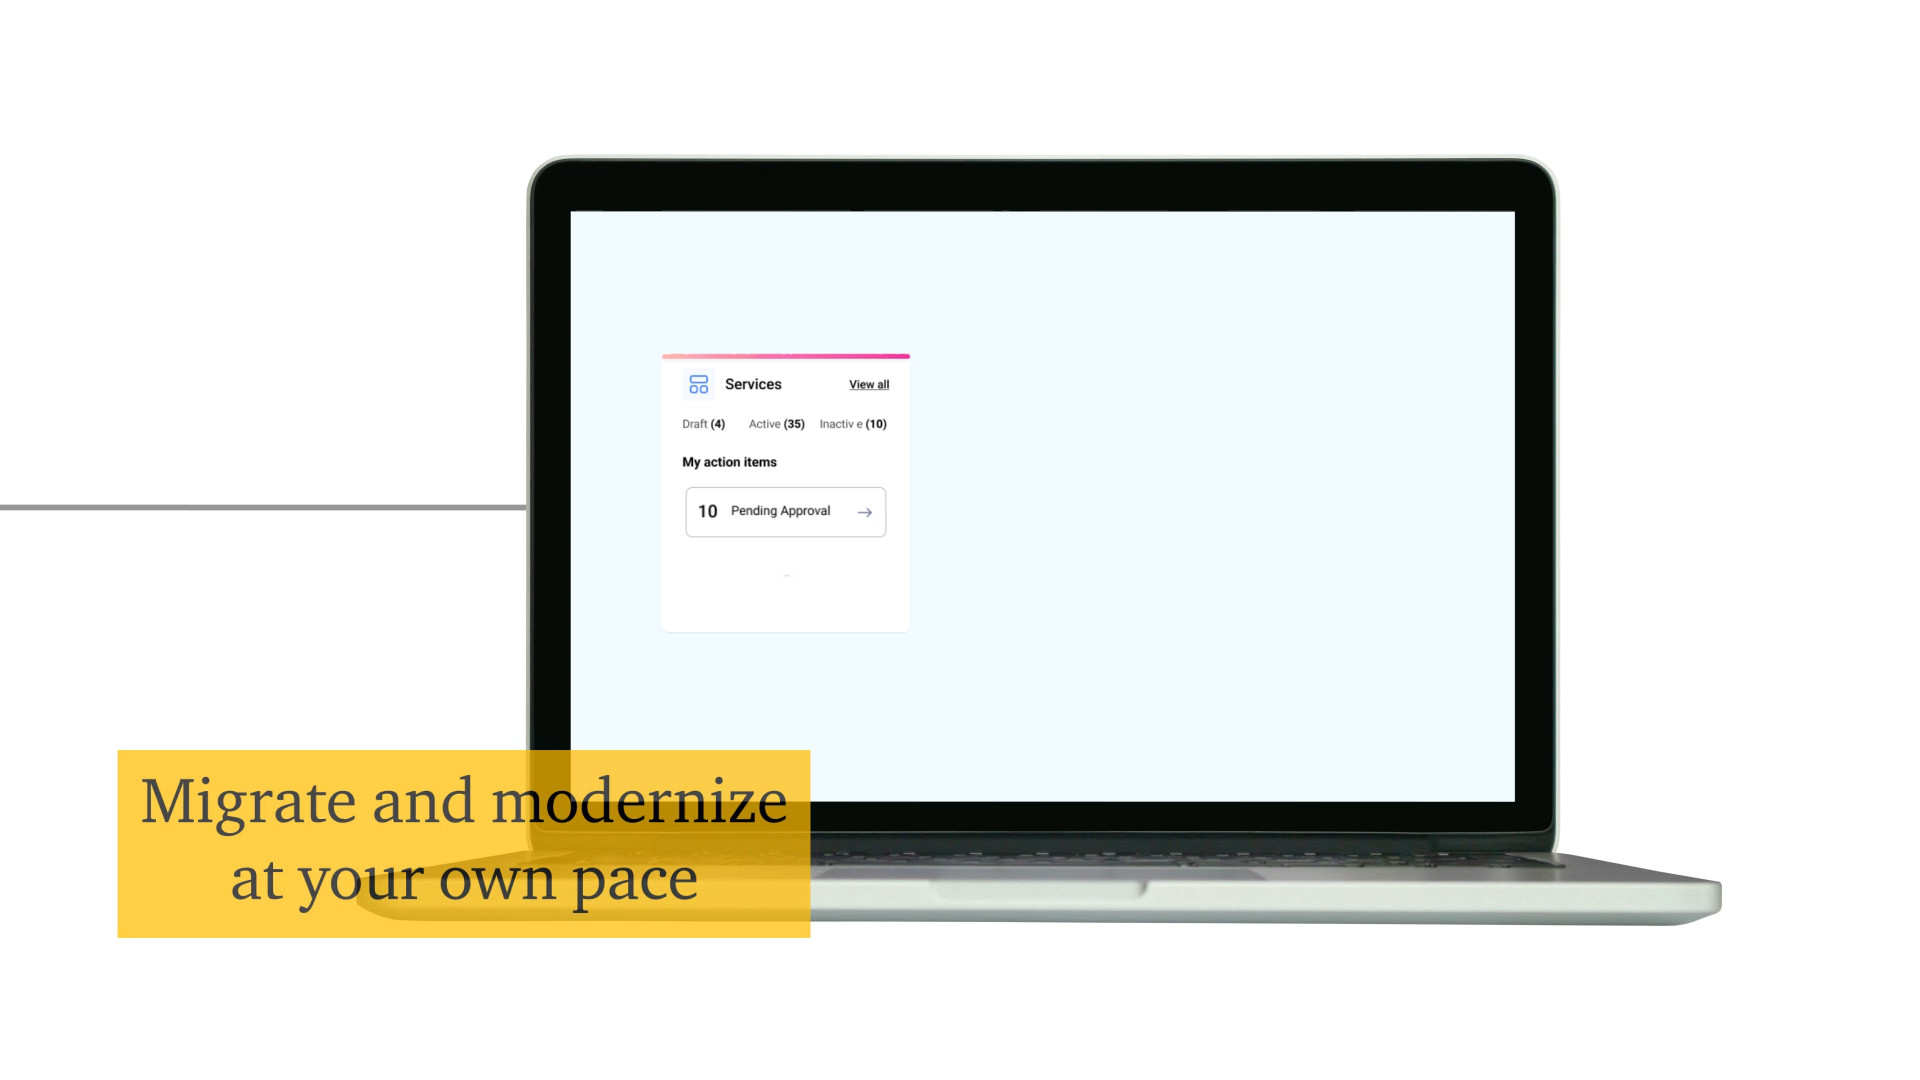 Services View all
Draft (4) Active (35) Inactiv e (10)
My action items
10 Pending Approval
Migrate and modernize
at your own pace